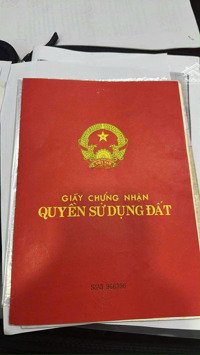 GIẤY CHỨNG NHẬN
QUYỀN SỬ DỤNG ĐẤT